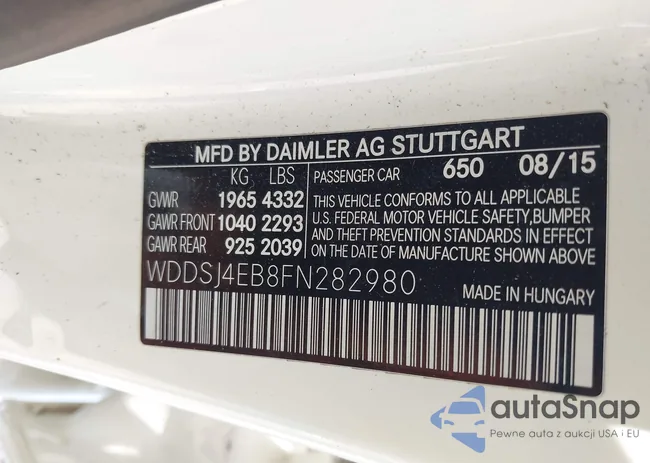 MFD BY DAIMLER AG STUTTGART
KG LBS
GVWR 1965 4332
GAWR FRONT 1040 2293
GAWR REAR 925 2039
PASSENGER CAR 650 08/15
THIS VEHICLE CONFORMS TO ALL APPLICABLE
U.S. FEDERAL MOTOR VEHICLE SAFETY, BUMPER
AND THEFT PREVENTION STANDARDS IN EFFECT
ON THE DATE OF MANUFACTURE SHOWN ABOVE
WDDSJ4EB8FN282980
MADE IN HUNGARY
autaSnap
Pewne auta z aukcji USA i EU